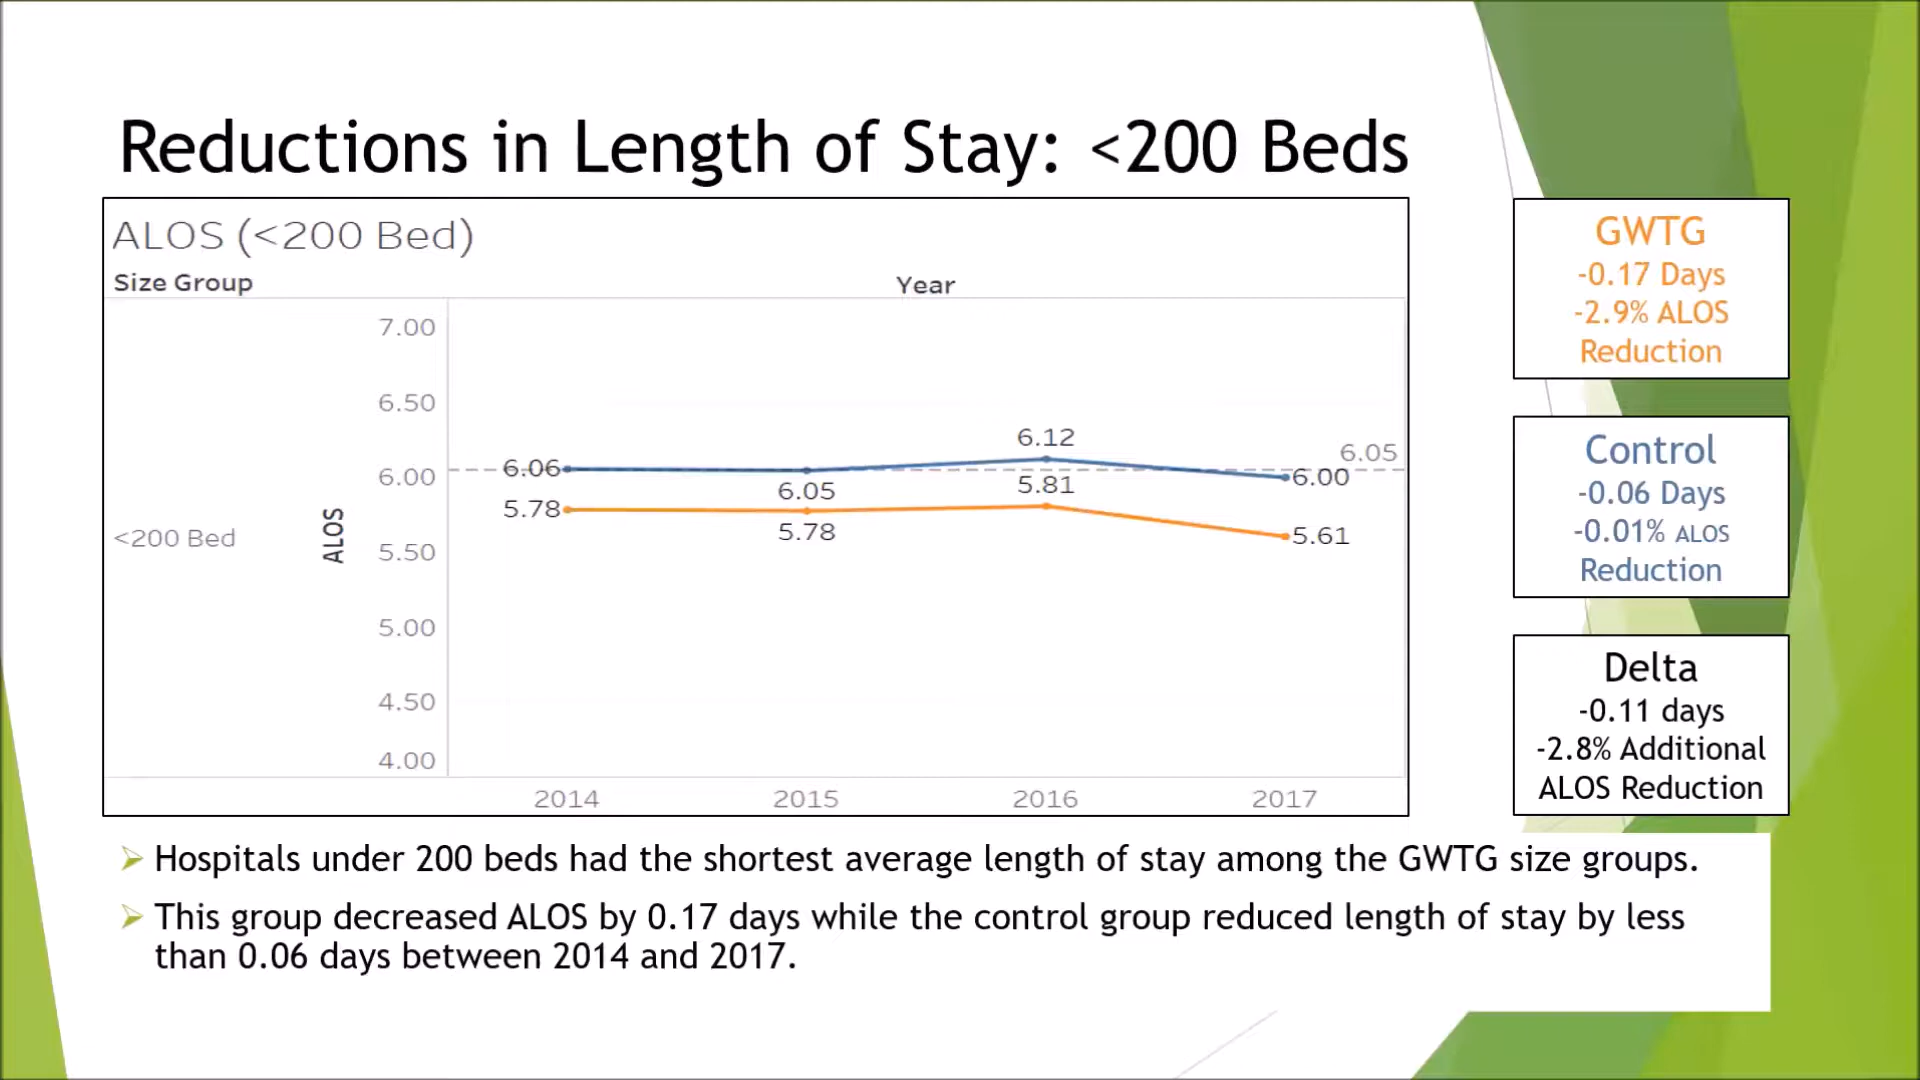 Reductions in Length of Stay: <200 Beds
ALOS (<200 Bed)
Size Group
Year
7.00
6.50
6.00
5.50
5.00
4.50
4.00
ALOS
<200 Bed
6.06
6.05
6.12
6.00
6.05
5.78
5.78
5.81
5.61
2014
2015
2016
2017
GWTG
-0.17 Days
-2.9% ALOS
Reduction
Control
-0.06 Days
-0.01% ALOS
Reduction
Delta
-0.11 days
-2.8% Additional
ALOS Reduction
Hospitals under 200 beds had the shortest average length of stay among the GWTG size groups.
This group decreased ALOS by 0.17 days while the control group reduced length of stay by less
than 0.06 days between 2014 and 2017.